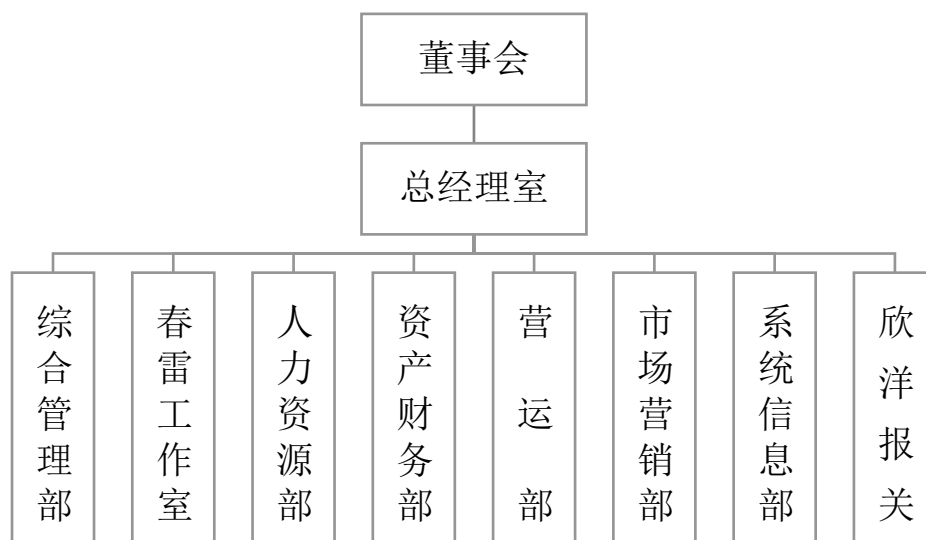 董事会
总经理室
综合管理部
春雷工作室
人力资源部
资产财务部
营运部
市场营销部
系统信息部
欣洋报关